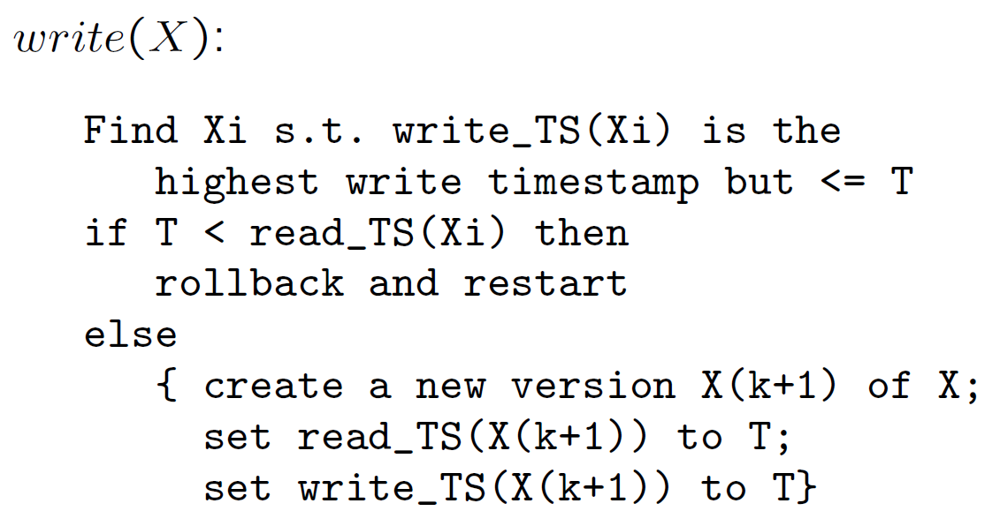 write(X):
Find Xi s.t. write_TS(Xi) is the
highest write timestamp but <= T
if T < read_TS(Xi) then
rollback and restart
else
{ create a new version X(k+1) of X;
set read_TS(X(k+1)) to T;
set write_TS(X(k+1)) to T}